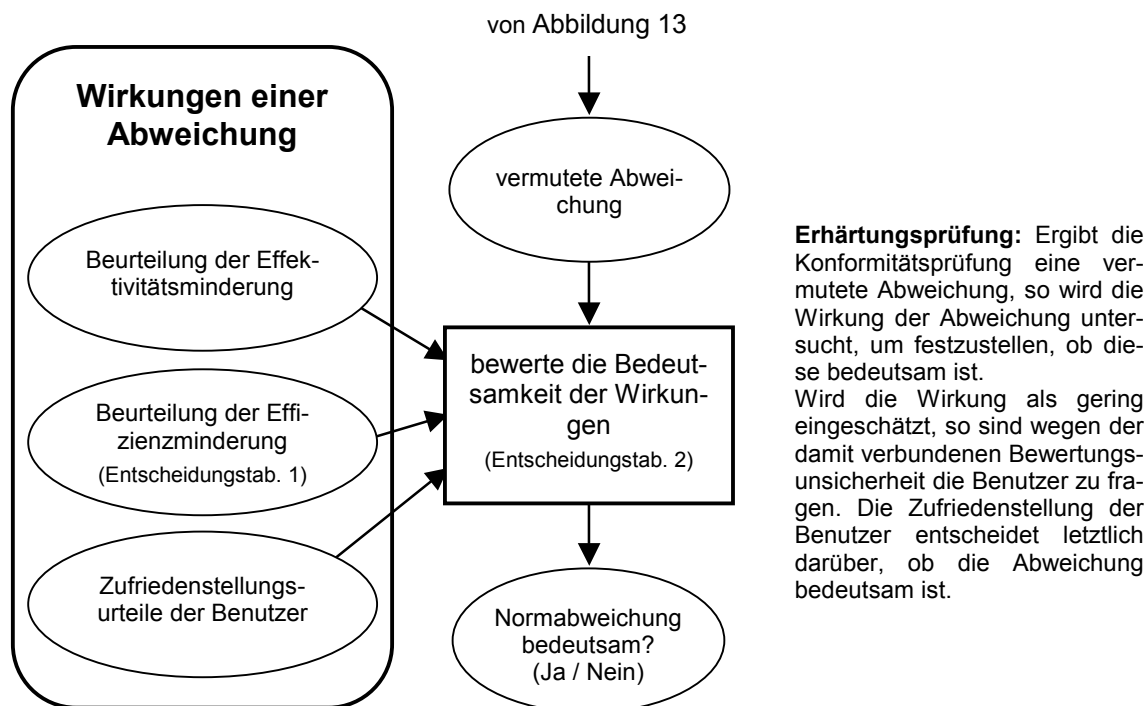 von Abbildung 13
Wirkungen einer
Abweichung
vermutete Abwei-
chung
Beurteilung der Effek-
tivitätsminderung
Beurteilung der Effi-
zienzminderung
(Entscheidungstab. 1)
Zufriedenstellungs-
urteile der Benutzer
bewerte die Bedeut-
samkeit der Wirkun-
gen
(Entscheidungstab. 2)
Normabweichung
bedeutsam?
(Ja / Nein)
Erhärtungsprüfung: Ergibt die
Konformitätsprüfung eine ver-
mutete Abweichung, so wird die
Wirkung der Abweichung unter-
sucht, um festzustellen, ob die-
se bedeutsam ist.
Wird die Wirkung als gering
eingeschätzt, so sind wegen der
damit verbundenen Bewertungs-
unsicherheit die Benutzer zu fra-
gen. Die Zufriedenstellung der
Benutzer entscheidet letztlich
darüber, ob die Abweichung
bedeutsam ist.